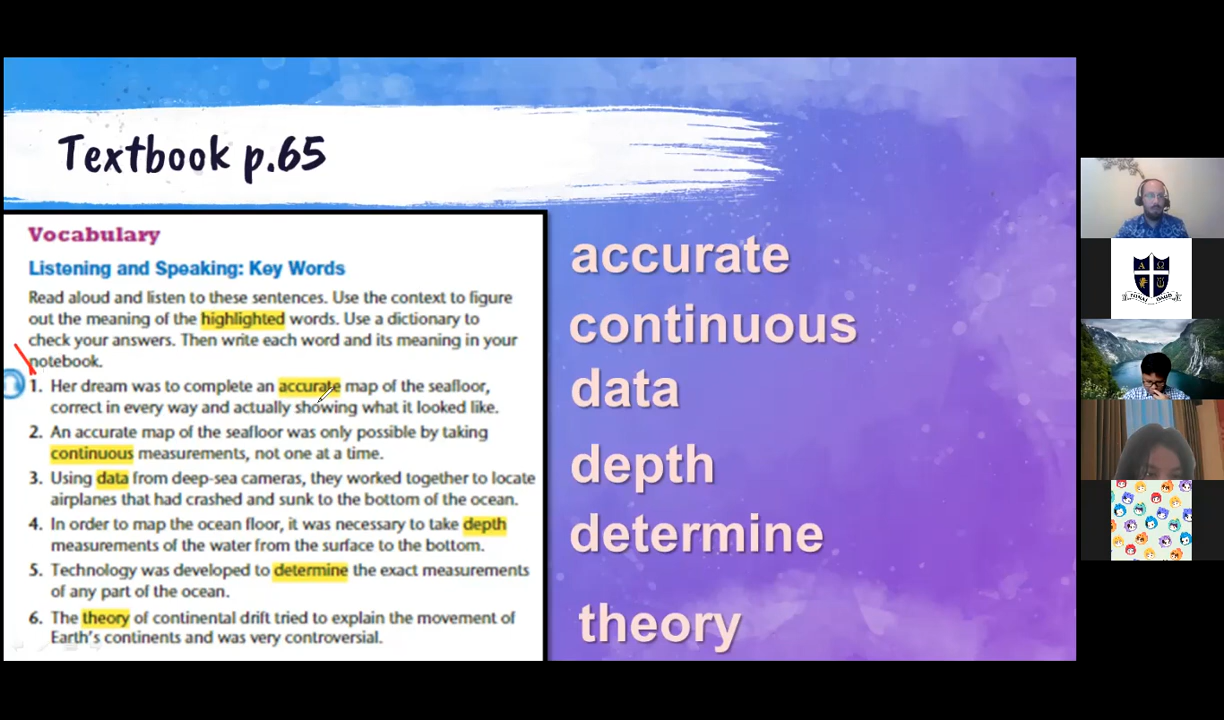 Textbook p.65
Vocabulary
Listening and Speaking: Key Words
Read aloud and listen to these sentences. Use the context to figure
out the meaning of the highlighted words. Use a dictionary to
check your answers. Then write each word and its meaning in your
notebook.
1. Her dream was to complete an accurate map of the seafloor,
correct in every way and actually showing what it looked like.
2. An accurate map of the seafloor was only possible by taking
continuous measurements, not one at a time.
3. Using data from deep-sea cameras, they worked together to locate
airplanes that had crashed and sunk to the bottom of the ocean.
4. In order to map the ocean floor, it was necessary to take depth
measurements of the water from the surface to the bottom.
5. Technology was developed to determine the exact measurements
of any part of the ocean.
6. The theory of continental drift tried to explain the movement of
Earth's continents and was very controversial.
accurate
continuous
data
depth
determine
theory